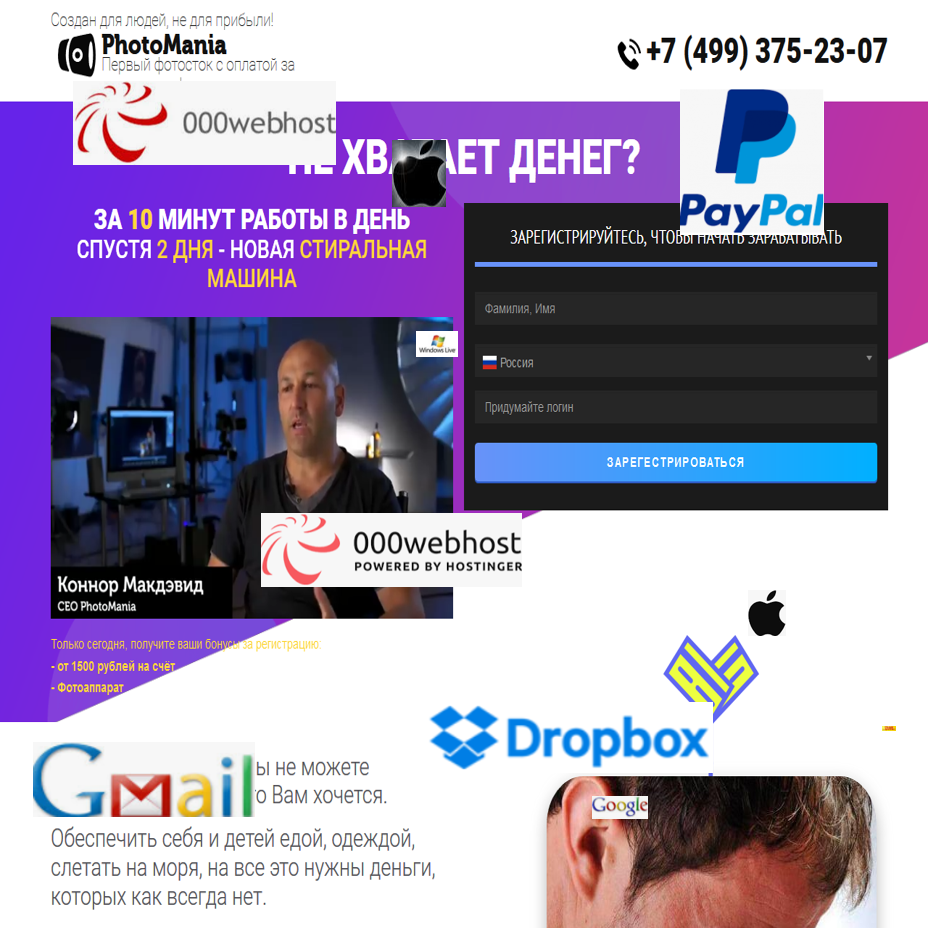 Создан для людей, не для прибыли!
PhotoMania
Первый фотосток с оплатой за
+7 (499) 375-23-07
000webhost
PayPal
НЕ ХВАТАЕТ ДЕНЕГ?
ЗА 10 МИНУТ РАБОТЫ В ДЕНЬ
СПУСТЯ 2 ДНЯ - НОВАЯ СТИРАЛЬНАЯ
МАШИНА
ЗАРЕГИСТРИРУЙТЕСЬ, ЧТОБЫ НАЧАТЬ ЗАРАБАТЫВАТЬ
Фамилия, Имя
Россия
Придумайте логин
ЗАРЕГЕСТРИРОВАТЬСЯ
Windows Live
000webhost
POWERED BY HOSTINGER
Коннор Макдэвид
CEO PhotoMania
Только сегодня, получите ваши бонусы за регистрацию:
- от 1500 рублей на счёт
- Фотоаппарат
Dropbox
Gmail
ы не можете
о Вам хочется.
Google
Обеспечить себя и детей едой, одеждой,
слетать на моря, на все это нужны деньги,
которых как всегда нет.